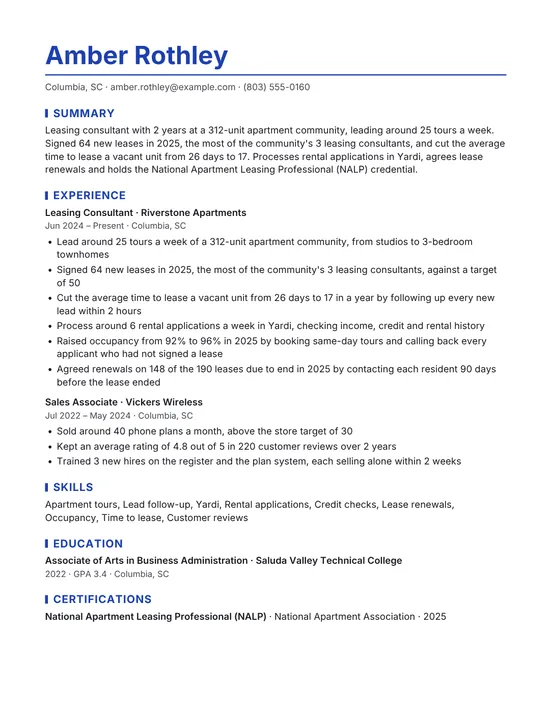 Amber Rothley
Columbia, SC · amber.rothley@example.com · (803) 555-0160
SUMMARY
Leasing consultant with 2 years at a 312-unit apartment community, leading around 25 tours a week.
Signed 64 new leases in 2025, the most of the community's 3 leasing consultants, and cut the average
time to lease a vacant unit from 26 days to 17. Processes rental applications in Yardi, agrees lease
renewals and holds the National Apartment Leasing Professional (NALP) credential.
EXPERIENCE
Leasing Consultant · Riverstone Apartments
Jun 2024 – Present · Columbia, SC
• Lead around 25 tours a week of a 312-unit apartment community, from studios to 3-bedroom
townhomes
• Signed 64 new leases in 2025, the most of the community's 3 leasing consultants, against a target
of 50
• Cut the average time to lease a vacant unit from 26 days to 17 in a year by following up every new
lead within 2 hours
• Process around 6 rental applications a week in Yardi, checking income, credit and rental history
• Raised occupancy from 92% to 96% in 2025 by booking same-day tours and calling back every
applicant who had not signed a lease
• Agreed renewals on 148 of the 190 leases due to end in 2025 by contacting each resident 90 days
before the lease ended
Sales Associate · Vickers Wireless
Jul 2022 – May 2024 · Columbia, SC
• Sold around 40 phone plans a month, above the store target of 30
• Kept an average rating of 4.8 out of 5 in 220 customer reviews over 2 years
• Trained 3 new hires on the register and the plan system, each selling alone within 2 weeks
SKILLS
Apartment tours, Lead follow-up, Yardi, Rental applications, Credit checks, Lease renewals,
Occupancy, Time to lease, Customer reviews
EDUCATION
Associate of Arts in Business Administration · Saluda Valley Technical College
2022 · GPA 3.4 · Columbia, SC
CERTIFICATIONS
National Apartment Leasing Professional (NALP) · National Apartment Association · 2025